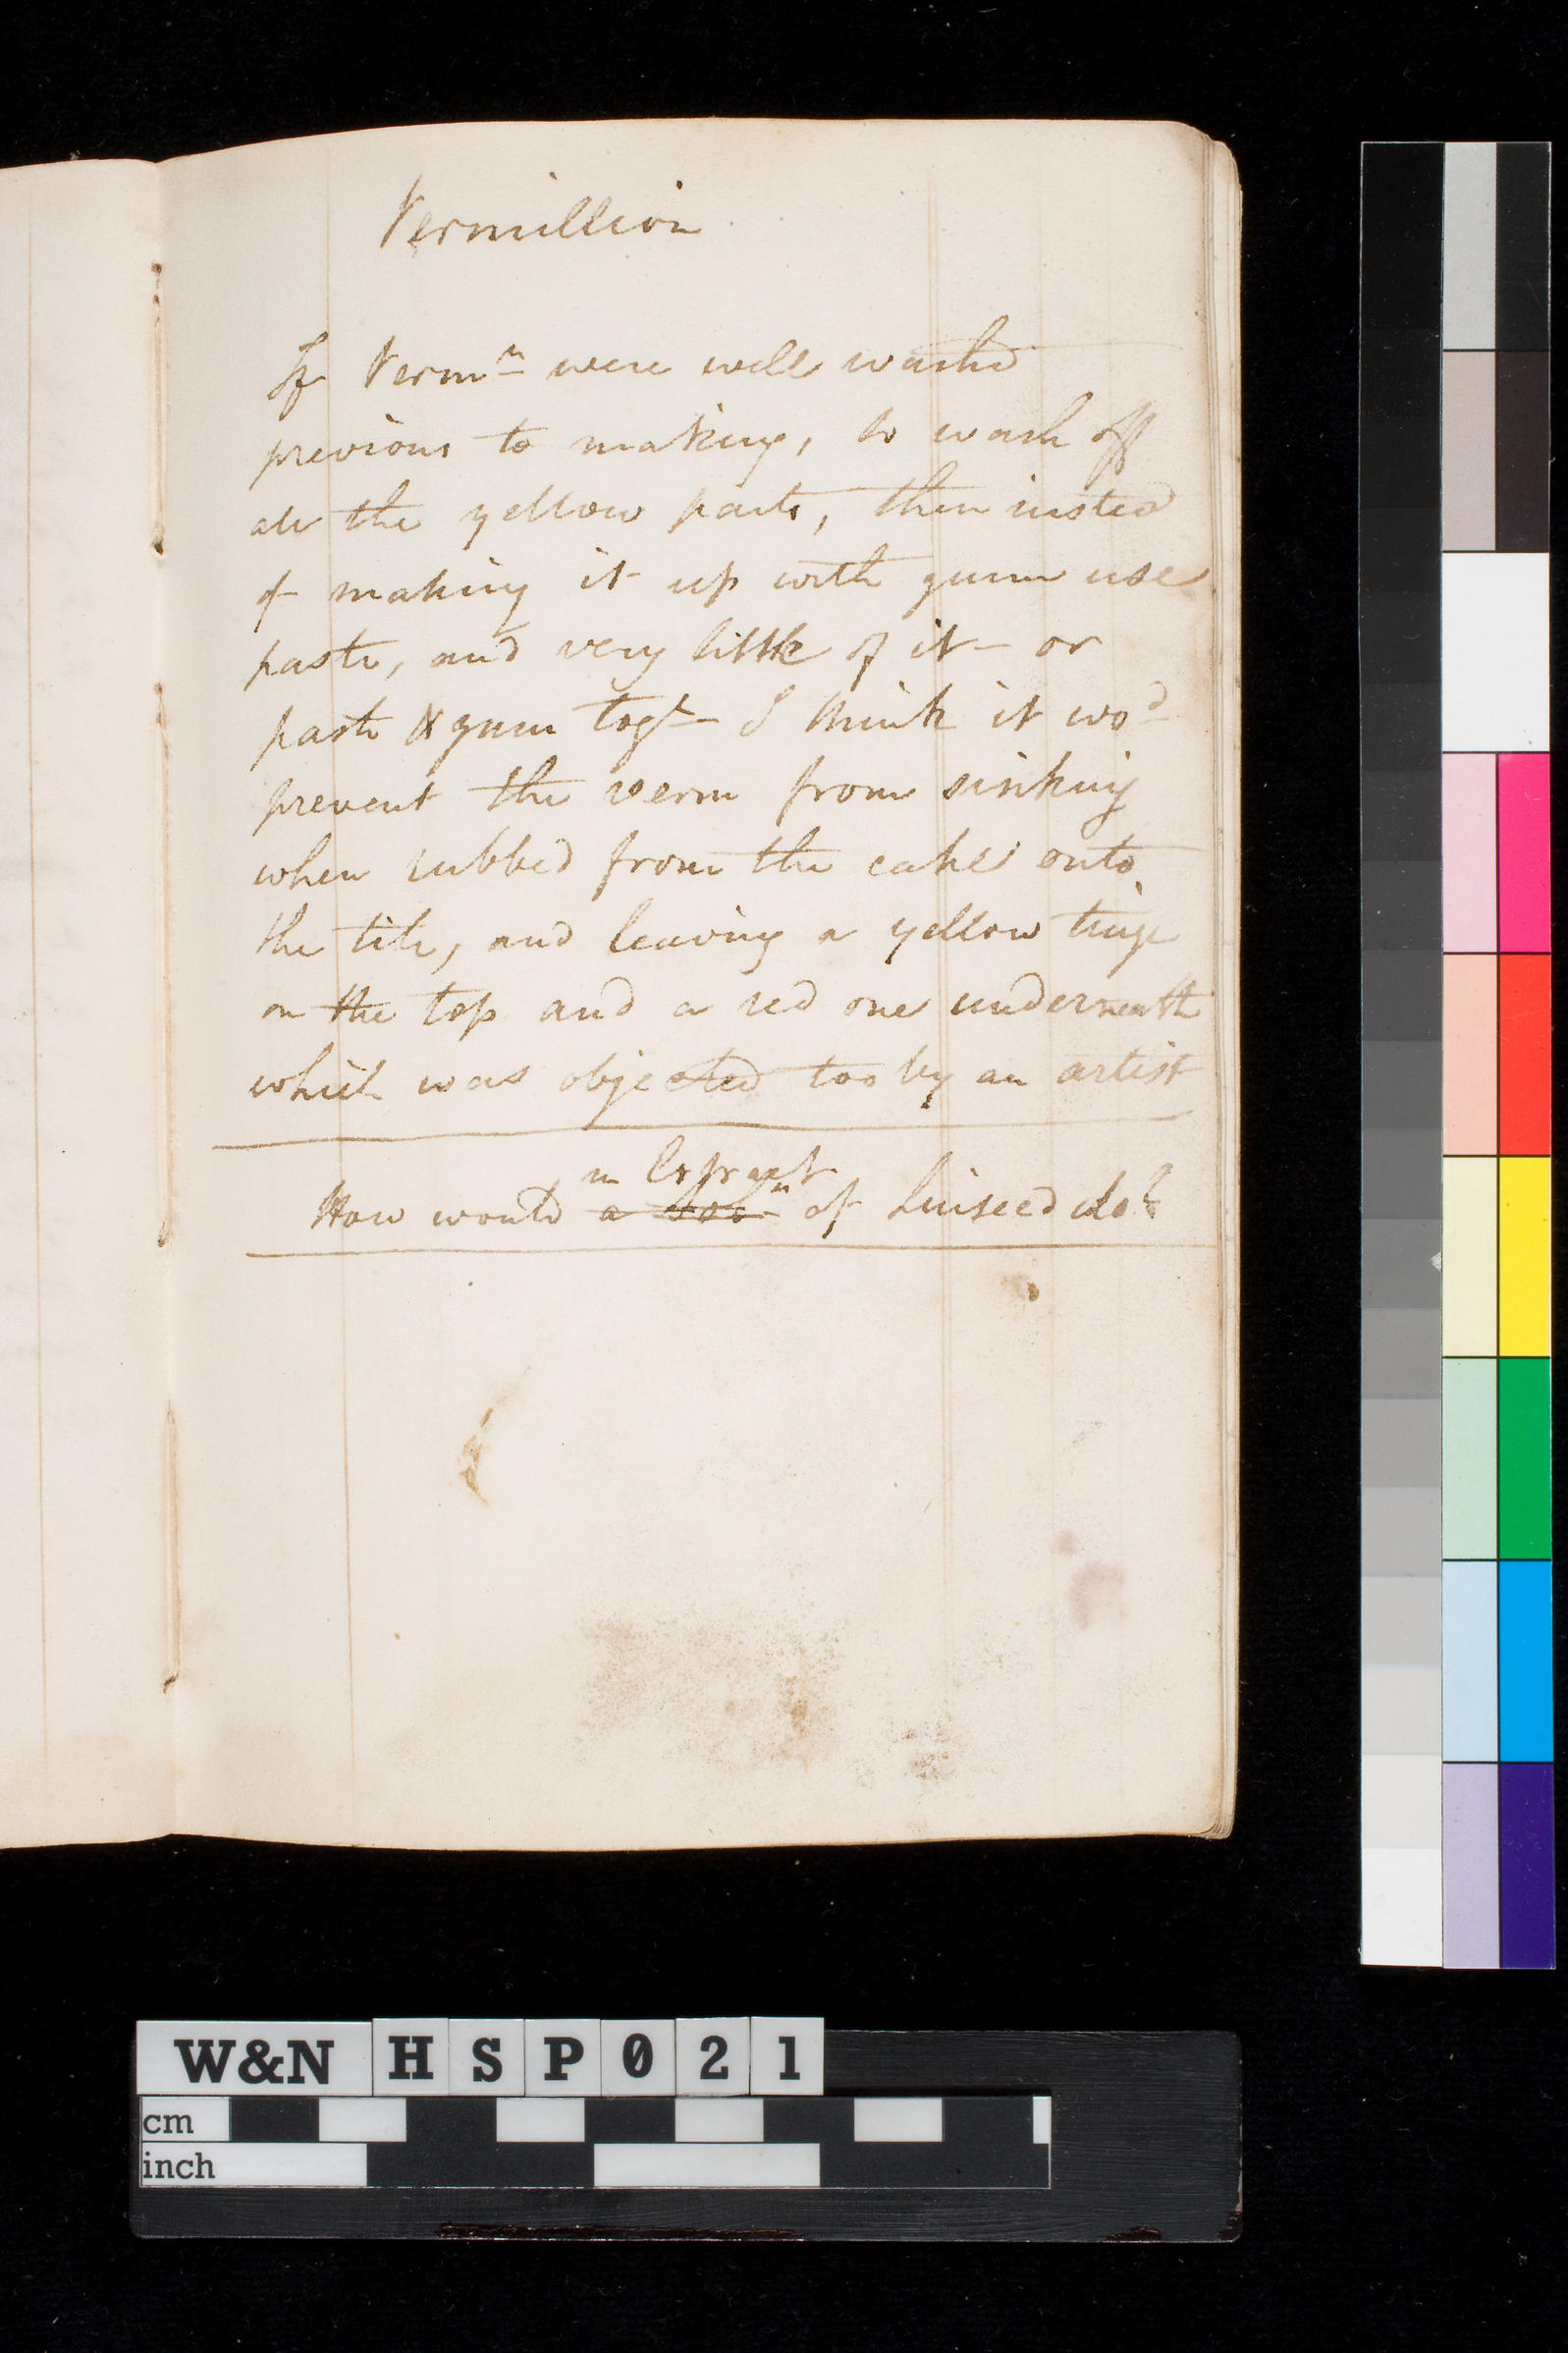 Vermillion
If Verm^n were well washd
previous to making, to wash off
all the yellow parts, then insted
of making it up with gum use
paste, and very little of it - or
paste & gum tog^r - I think it wo^d
prevent the verm from sinking
when rubbed from the cake onto
the tile, and leaving a yellow tinge
on the top and a red one underneath
which was objected too by an artist
an Extract
How would a Sol^n of Linseed do?
W&N HSP021
cm
inch